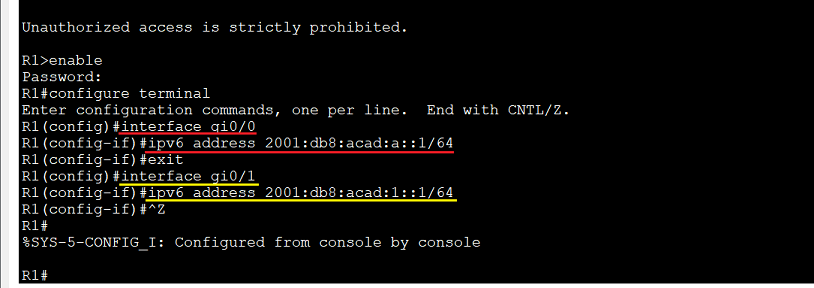 Unauthorized access is strictly prohibited.
R1>enable
Password:
R1#configure terminal
Enter configuration commands, one per line.  End with CNTL/Z.
R1(config)#interface gi0/0
R1(config-if)#ipv6 address 2001:db8:acad:a::1/64
R1(config-if)#exit
R1(config)#interface gi0/1
R1(config-if)#ipv6 address 2001:db8:acad:1::1/64
R1(config-if)#^Z
R1#
%SYS-5-CONFIG_I: Configured from console by console
R1#